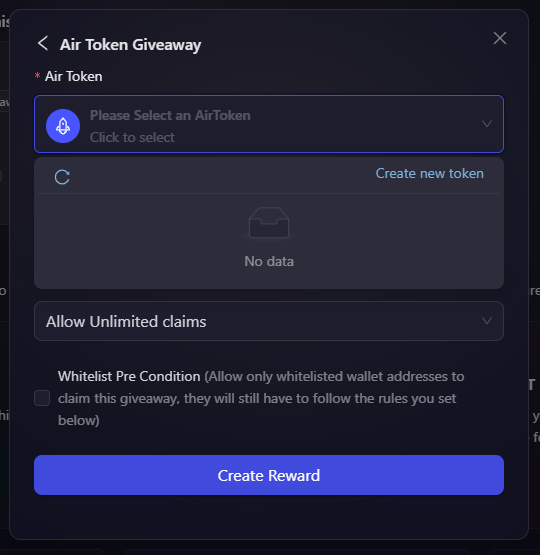 Air Token Giveaway
* Air Token
Please Select an AirToken
Click to select
Create new token
No data
Allow Unlimited claims
Whitelist Pre Condition (Allow only whitelisted wallet addresses to
claim this giveaway, they will still have to follow the rules you set
below)
Create Reward